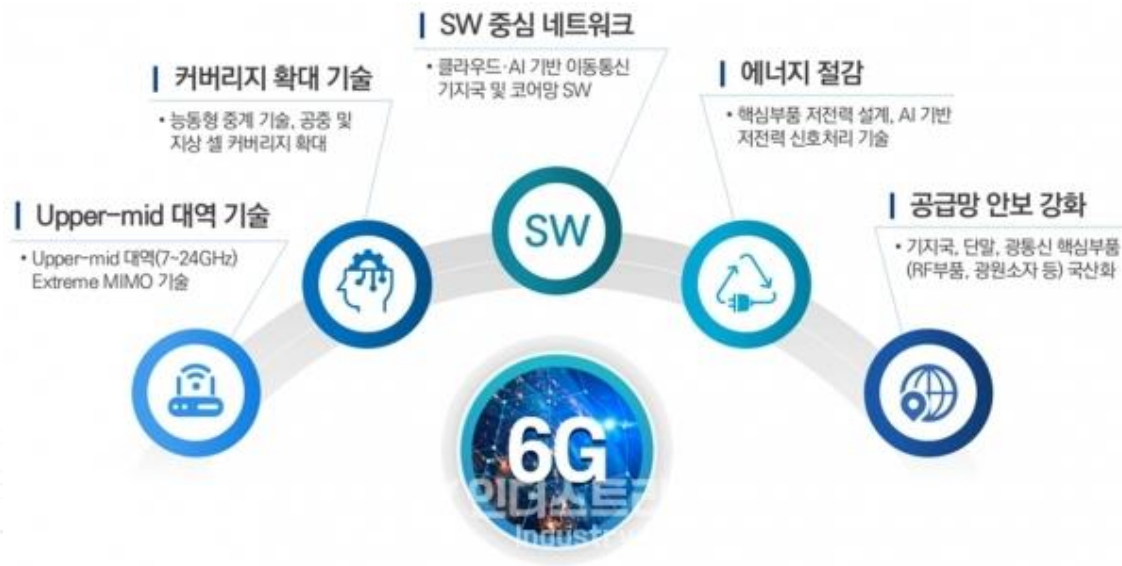 SW 중심 네트워크
• 클라우드·AI 기반 이동통신
기지국 및 코어망 SW
커버리지 확대 기술
• 능동형 중계 기술, 공중 및
지상 셀 커버리지 확대
에너지 절감
• 핵심부품 저전력 설계, AI 기반
저전력 신호처리 기술
Upper-mid 대역 기술
• Upper-mid 대역(7~24GHz)
Extreme MIMO 기술
공급망 안보 강화
• 기지국, 단말, 광통신 핵심부품
(RF부품, 광원소자 등) 국산화
SW
6G
인더스트리
Industry